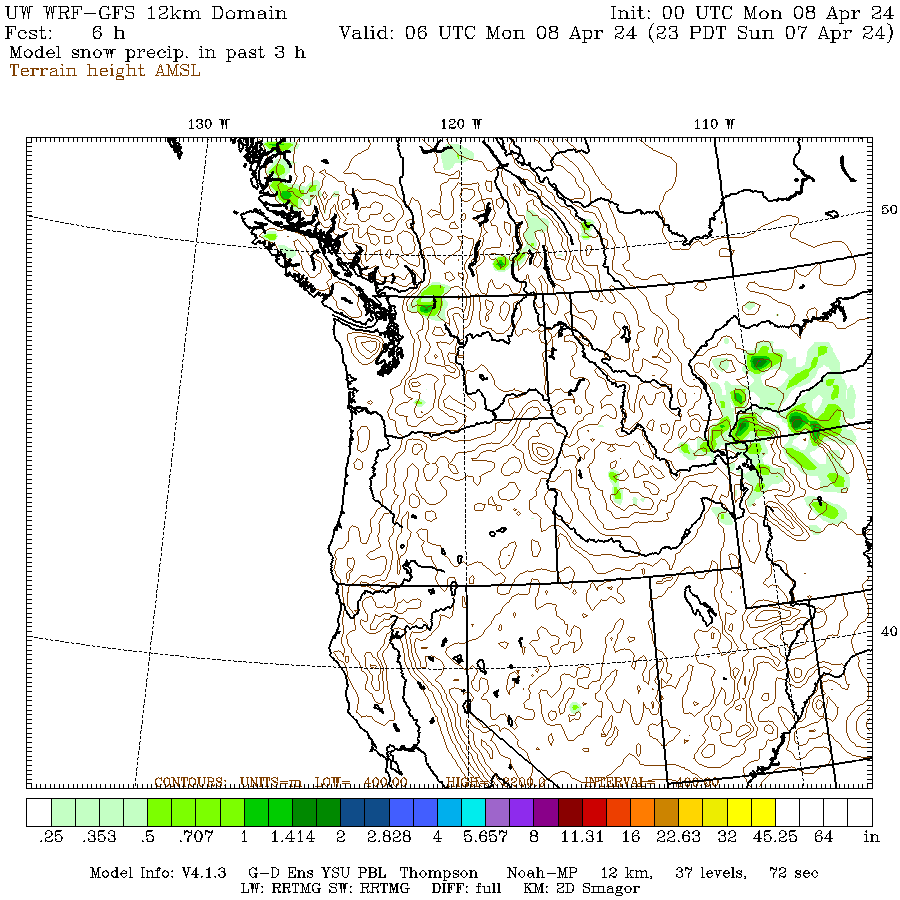 UW WRF-GFS 12km Domain Init: 00 UTC Mon 08 Apr 24
Fcst: 6 h Valid: 06 UTC Mon 08 Apr 24 (23 PDT Sun 07 Apr 24)
Model snow precip. in past 3 h
Terrain height AMSL
130 W 120 W 110 W
50
40
CONTOURS: UNITS=m LOW= 400.00 HIGH= 3200.0 INTERVAL= 400.00
.25 .353 .5 .707 1 1.414 2 2.828 4 5.657 8 11.31 16 22.63 32 45.25 64 in
Model Info: V4.1.3 G-D Ens YSU PBL Thompson Noah-MP 12 km, 37 levels, 72 sec
LW: RRTMG SW: RRTMG DIFF: full KM: 2D Smagor